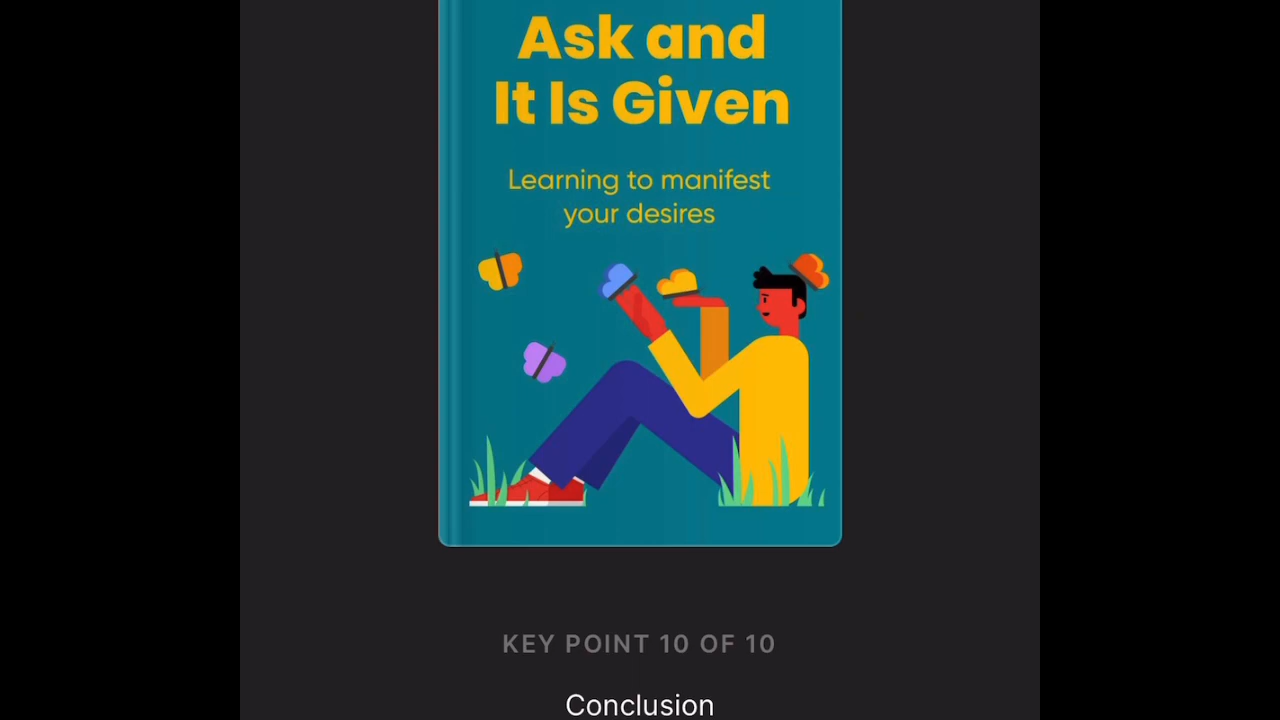 Ask and
It Is Given
Learning to manifest
your desires
KEY POINT 10 OF 10
Conclusion